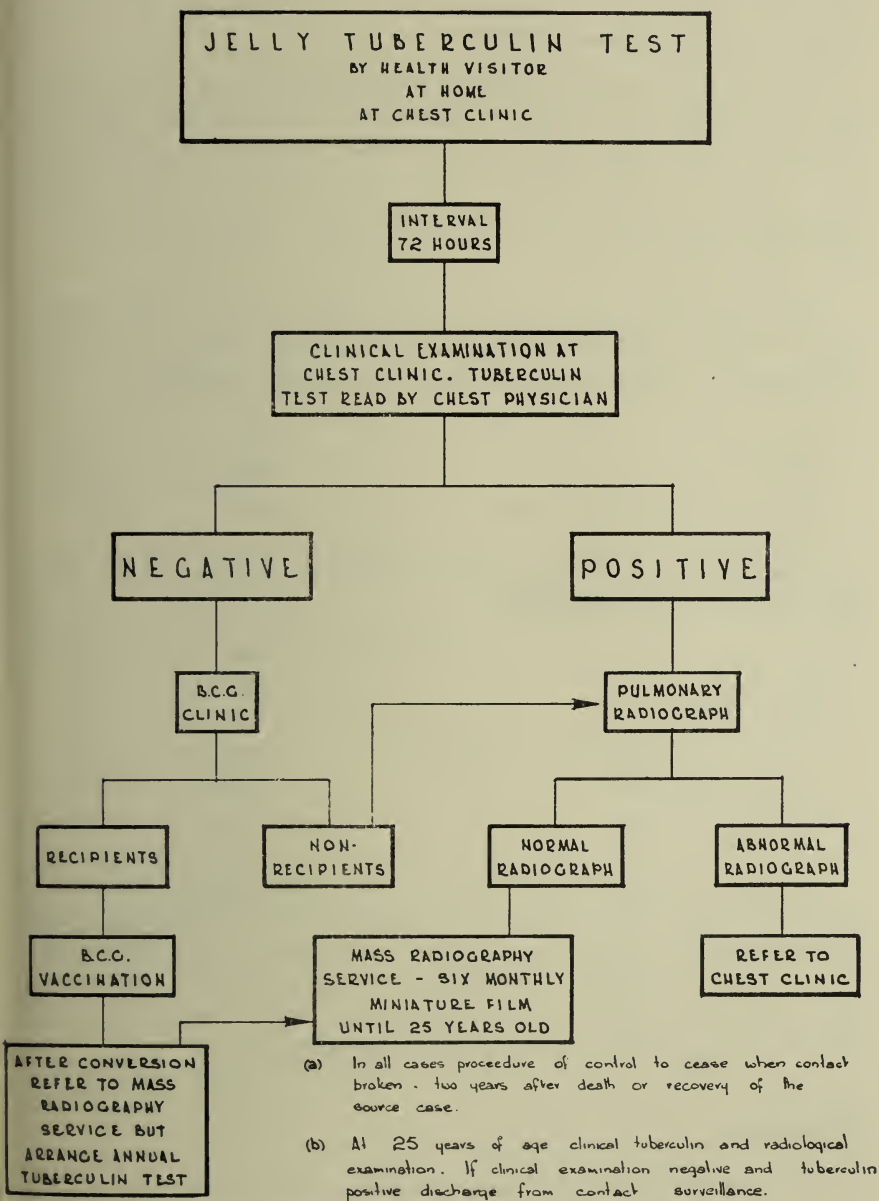 JELLY TUBERCULIN TEST
BY HEALTH VISITOR
AT HOME
AT CHEST CLINIC
INTERVAL
72 HOURS
CLINICAL EXAMINATION AT
CHEST CLINIC. TUBERCULIN
TEST READ BY CHEST PHYSICIAN
NEGATIVE
POSITIVE
B.C.G.
CLINIC
PULMONARY
RADIOGRAPH
RECIPIENTS
NON-
RECIPIENTS
NORMAL
RADIOGRAPH
ABNORMAL
RADIOGRAPH
B.C.G.
VACCINATION
MASS RADIOGRAPHY
SERVICE - SIX MONTHLY
MINIATURE FILM
UNTIL 25 YEARS OLD
REFER TO
CHEST CLINIC
AFTER CONVERSION
REFER TO MASS
RADIOGRAPHY
SERVICE BUT
ARRANGE ANNUAL
TUBERCULIN TEST
(a) In all cases proceedure of control to cease when contact
broken - two years after death or recovery of the
source case.
(b) At 25 years of age clinical tuberculin and radiological
examination. If clinical examination negative and tuberculin
positive discharge from contact surveillance.